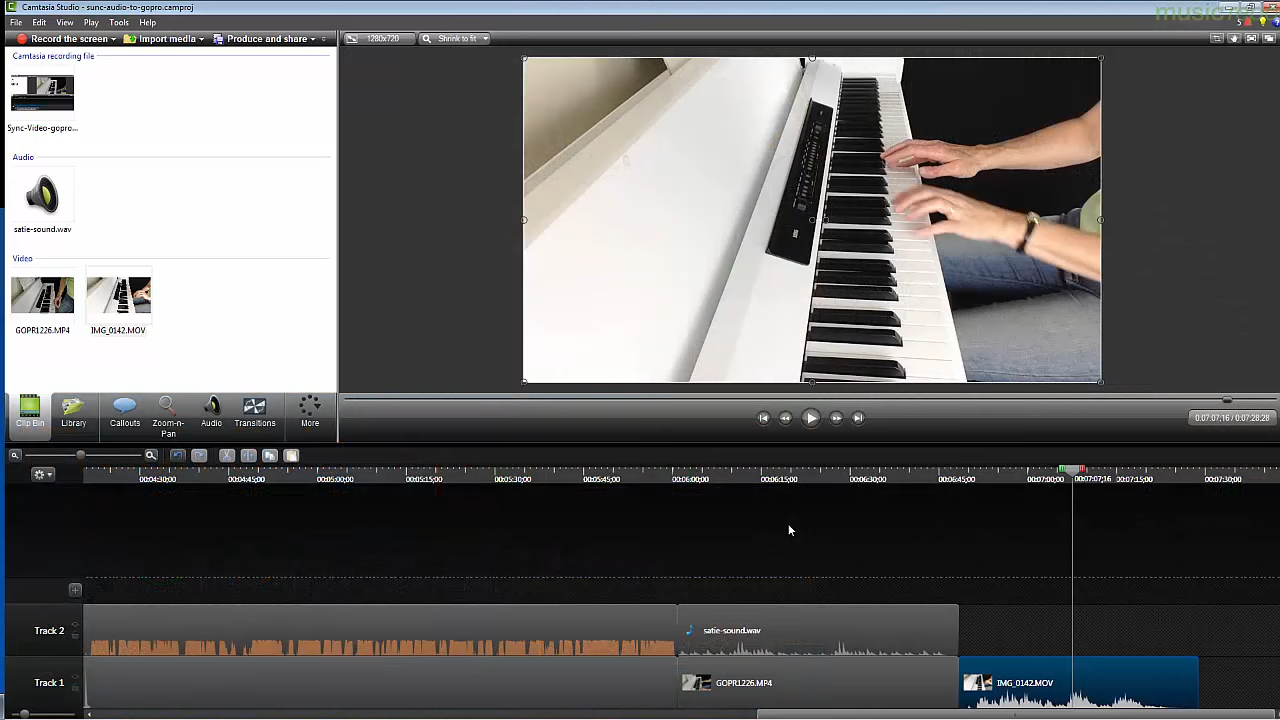 Camtasia Studio - sunc-audio-to-gopro.camproj
File Edit View Play Tools Help
5
Record the screen Import media Produce and share
1280x720 Shrink to fit
Camtasia recording file
Sync-Video-gopro...
Audio
satie-sound.wav
Video
GOPR1226.MP4 IMG_0142.MOV
Clip Bin Library Callouts Zoom-n-Pan Audio Transitions More
0:07:07;16 / 0:07:28;28
00:04:30;00 00:04:45;00 00:05:00;00 00:05:15;00 00:05:30;00 00:05:45;00 00:06:00;00 00:06:15;00 00:06:30;00 00:06:45;00 00:07:00;00 00:07:07;16 00:07:15;00 00:07:30;00
Track 2 satie-sound.wav
Track 1 GOPR1226.MP4 IMG_0142.MOV